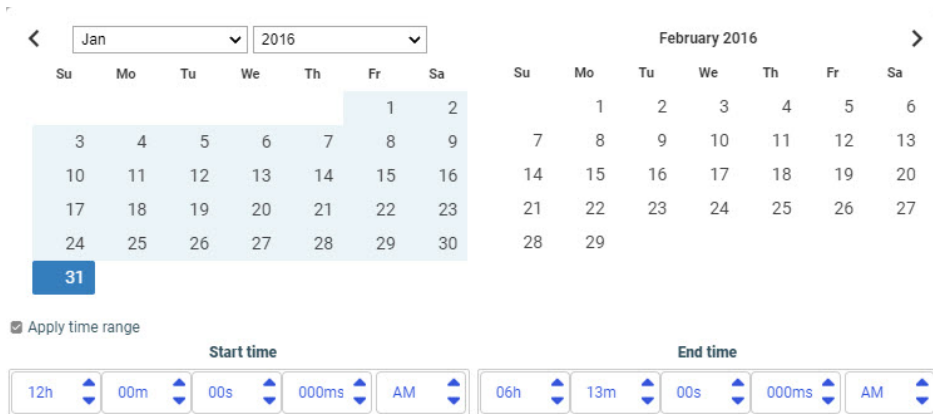 Jan 2016 February 2016
Su Mo Tu We Th Fr Sa Su Mo Tu We Th Fr Sa
1 2 1 2 3 4 5 6
3 4 5 6 7 8 9 7 8 9 10 11 12 13
10 11 12 13 14 15 16 14 15 16 17 18 19 20
17 18 19 20 21 22 23 21 22 23 24 25 26 27
24 25 26 27 28 29 30 28 29
31
Apply time range
Start time End time
12h 00m 00s 000ms AM 06h 13m 00s 000ms AM